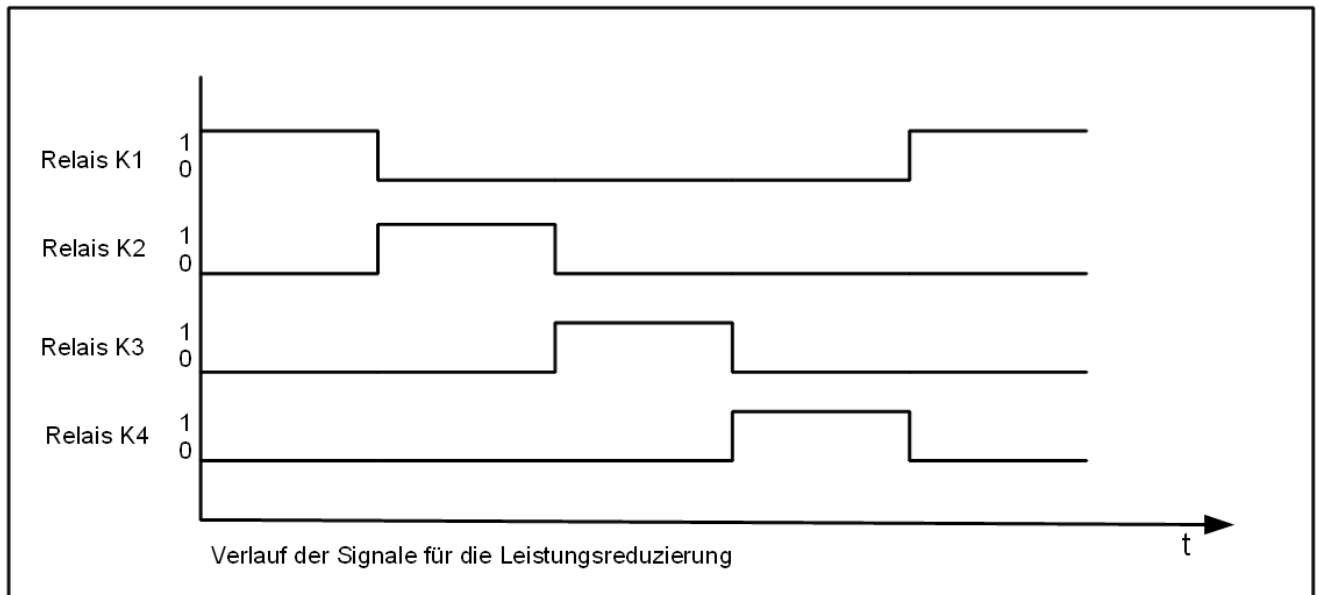 Relais K1
1
0
Relais K2
1
0
Relais K3
1
0
Relais K4
1
0
t
Verlauf der Signale für die Leistungsreduzierung